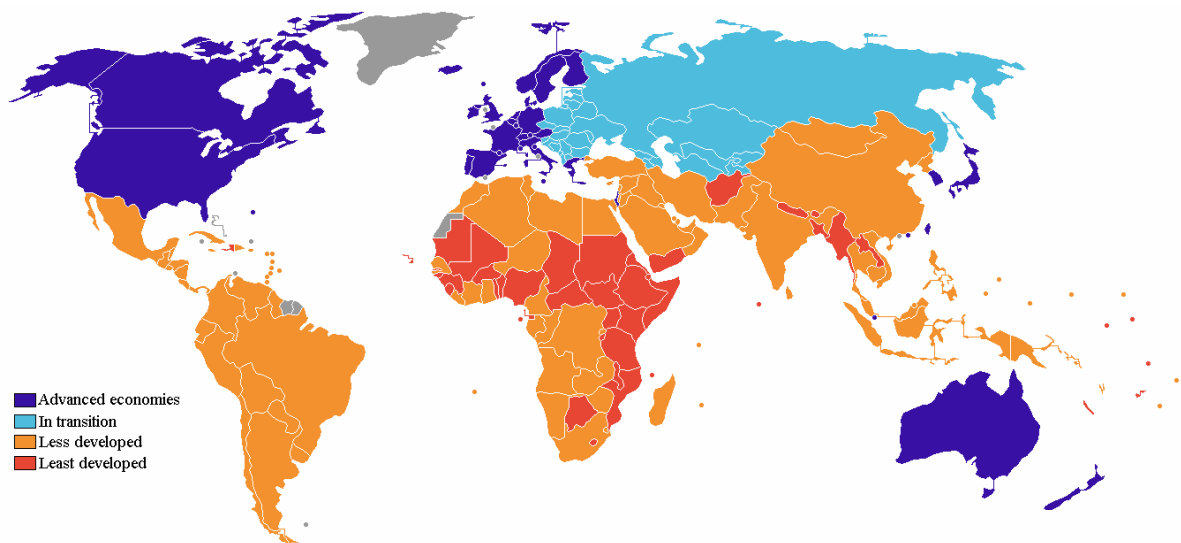 Advanced economies
In transition
Less developed
Least developed